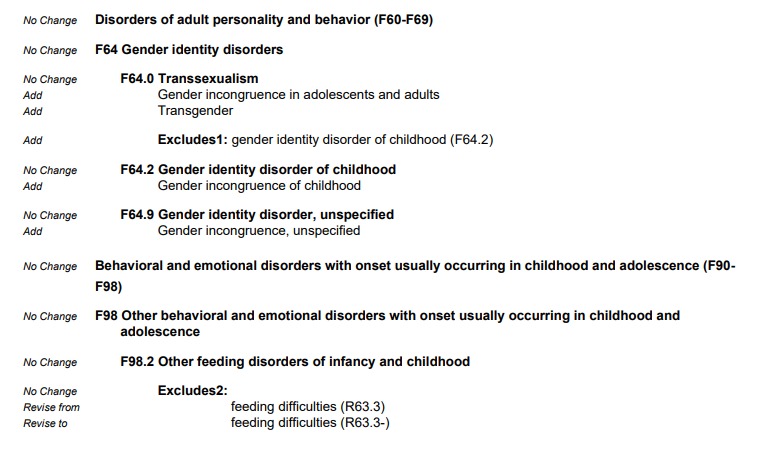 No Change Disorders of adult personality and behavior (F60-F69)
No Change F64 Gender identity disorders
No Change F64.0 Transsexualism
Add Gender incongruence in adolescents and adults
Add Transgender
Add Excludes1: gender identity disorder of childhood (F64.2)
No Change F64.2 Gender identity disorder of childhood
Add Gender incongruence of childhood
No Change F64.9 Gender identity disorder, unspecified
Add Gender incongruence, unspecified
No Change Behavioral and emotional disorders with onset usually occurring in childhood and adolescence (F90-
F98)
No Change F98 Other behavioral and emotional disorders with onset usually occurring in childhood and
adolescence
No Change F98.2 Other feeding disorders of infancy and childhood
No Change Excludes2:
Revise from feeding difficulties (R63.3)
Revise to feeding difficulties (R63.3-)